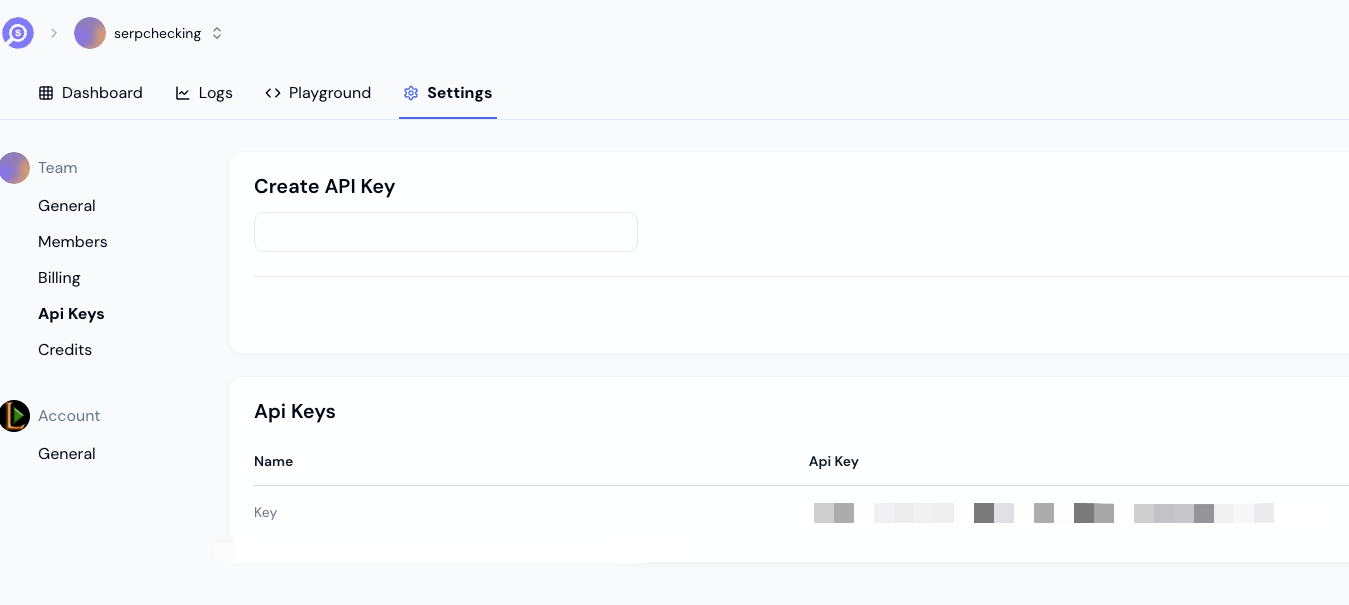 serpchecking
Dashboard Logs Playground Settings
Team
General
Members
Billing
Api Keys
Credits
Account
General
Create API Key
Api Keys
Name Api Key
Key